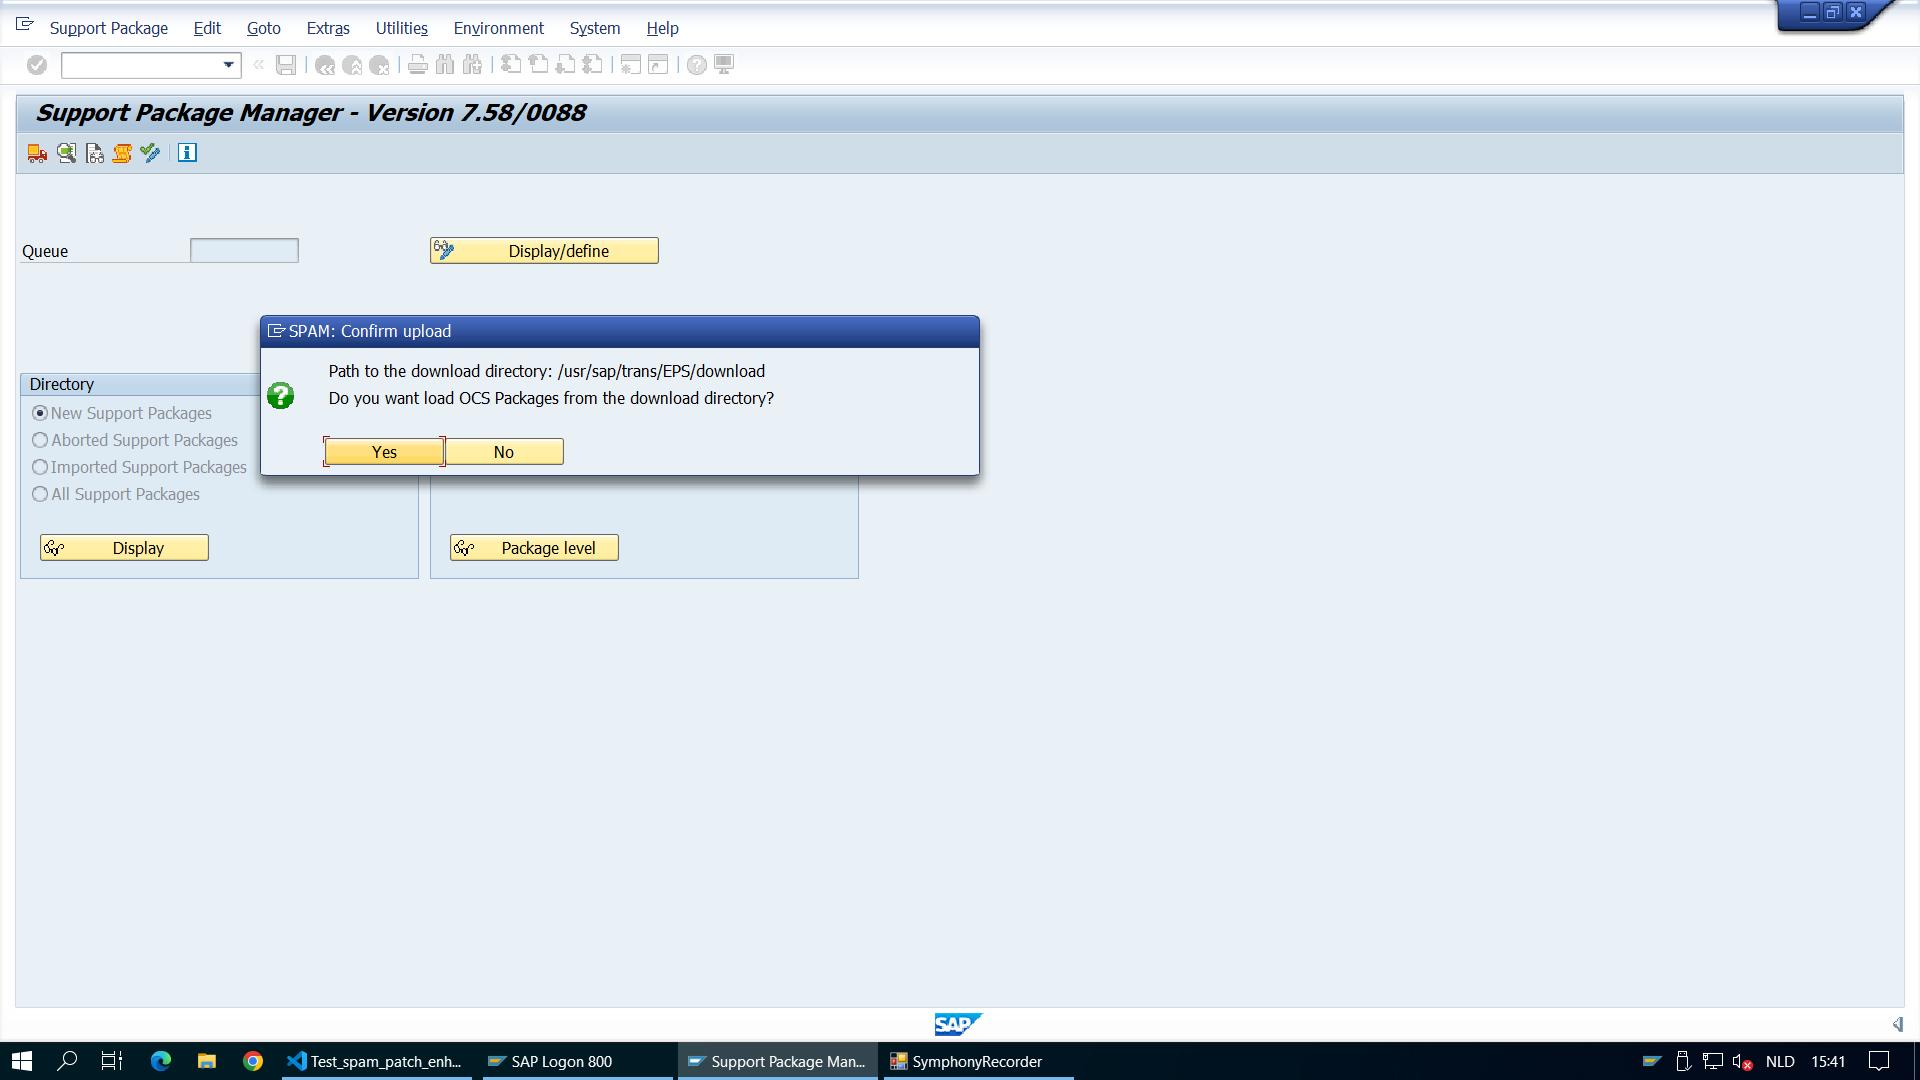 Support Package Edit Goto Extras Utilities Environment System Help
Support Package Manager - Version 7.58/0088
Queue
Display/define
SPAM: Confirm upload
Path to the download directory: /usr/sap/trans/EPS/download
Do you want load OCS Packages from the download directory?
Yes No
Directory
New Support Packages
Aborted Support Packages
Imported Support Packages
All Support Packages
Display
Package level
SAP
Test_spam_patch_enh... SAP Logon 800 Support Package Man... SymphonyRecorder NLD 15:41